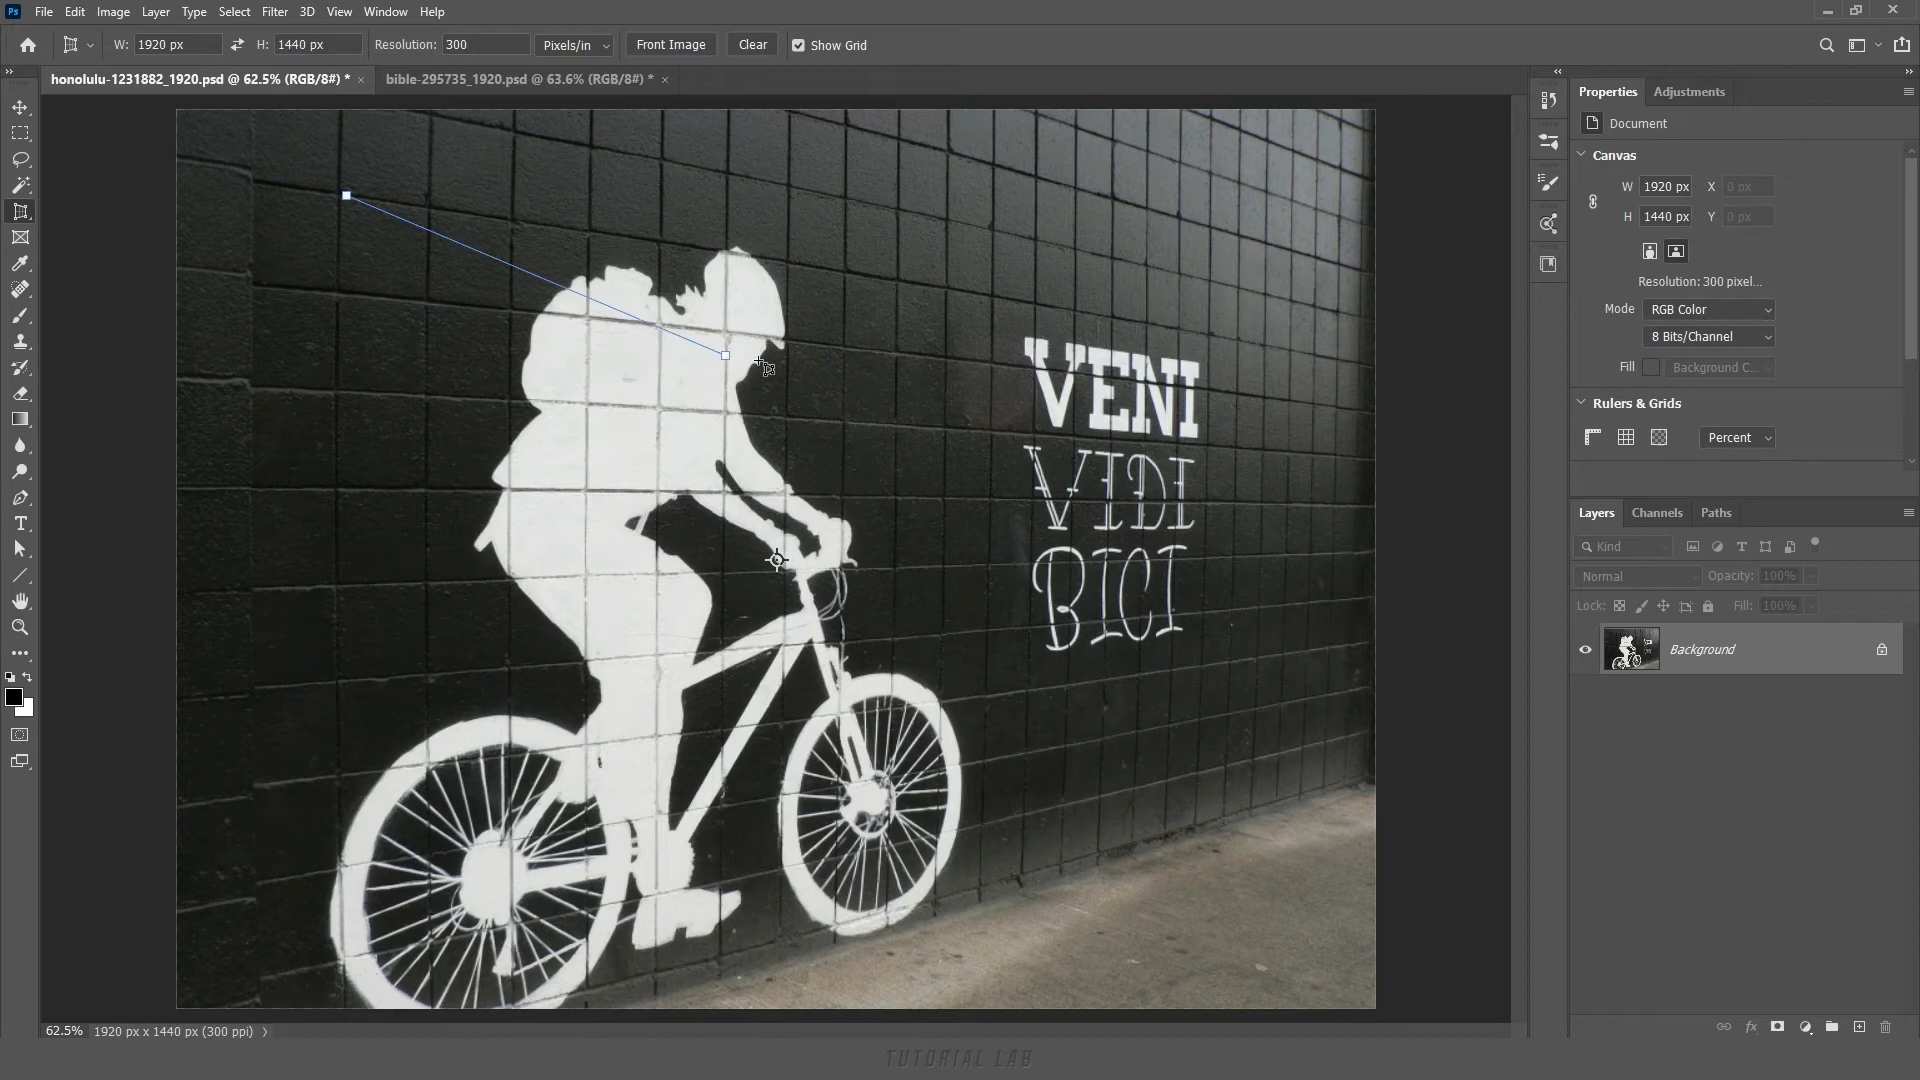 Ps File Edit Image Layer Type Select Filter 3D View Window Help
W: 1920 px H: 1440 px Resolution: 300 Pixels/in Front Image Clear Show Grid
honolulu-1231882_1920.psd @ 62.5% (RGB/8#) * × bible-295735_1920.psd @ 63.6% (RGB/8#) * ×
Properties Adjustments
Document
Canvas
W 1920 px X 0 px
H 1440 px Y 0 px
Resolution: 300 pixel...
Mode RGB Color
8 Bits/Channel
Fill Background C...
Rulers & Grids
Percent
VENI
VIDI
BICI
Layers Channels Paths
Kind
Normal Opacity: 100%
Lock: Fill: 100%
Background
62.5% 1920 px x 1440 px (300 ppi)
TUTORIAL LAB